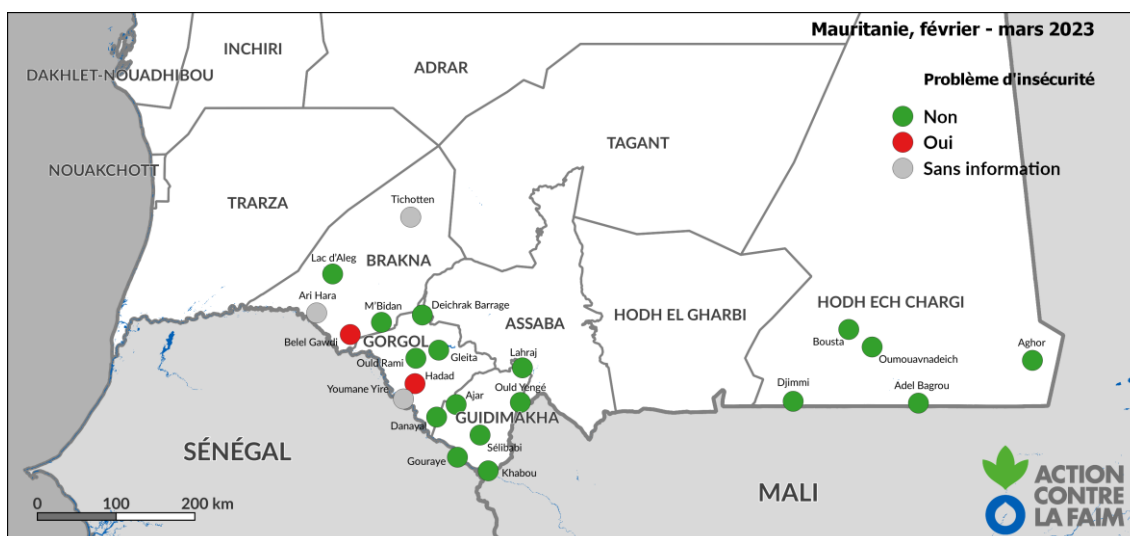 Mauritanie, février - mars 2023
INCHIRI
ADRAR
DAKHLET-NOUADHIBOU
Problème d'insécurité
Non
Oui
Sans information
TAGANT
NOUAKCHOTT
TRARZA
Tichotten
BRAKNA
Lac d'Aleg
Ari Hara
M'Bidan
Deichrak Barrage
HODH ECH CHARGI
ASSABA
HODH EL GHARBI
Belel Gawdi
GORGOL
Gleita
Bousta
Oumouavnadeich
Aghor
Ould Rami
Lahraj
Hadad
Youmane Yire
Ould Yengé
Djimmi
Adel Bagrou
Ajar
GUIDIMAKHA
Danayal
Sélibabi
SÉNÉGAL
Gouraye
Khabou
MALI
0 100 200 km
ACTION
CONTRE
LA FAIM